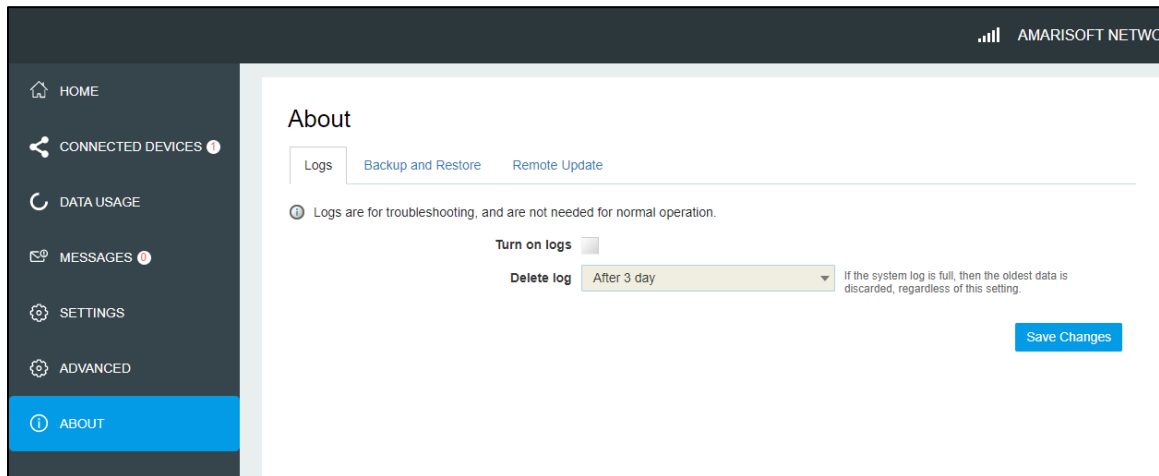 AMARISOFT NETWO
HOME
CONNECTED DEVICES 1
DATA USAGE
MESSAGES 0
SETTINGS
ADVANCED
ABOUT
About
Logs Backup and Restore Remote Update
Logs are for troubleshooting, and are not needed for normal operation.
Turn on logs
Delete log After 3 day
If the system log is full, then the oldest data is
discarded, regardless of this setting.
Save Changes